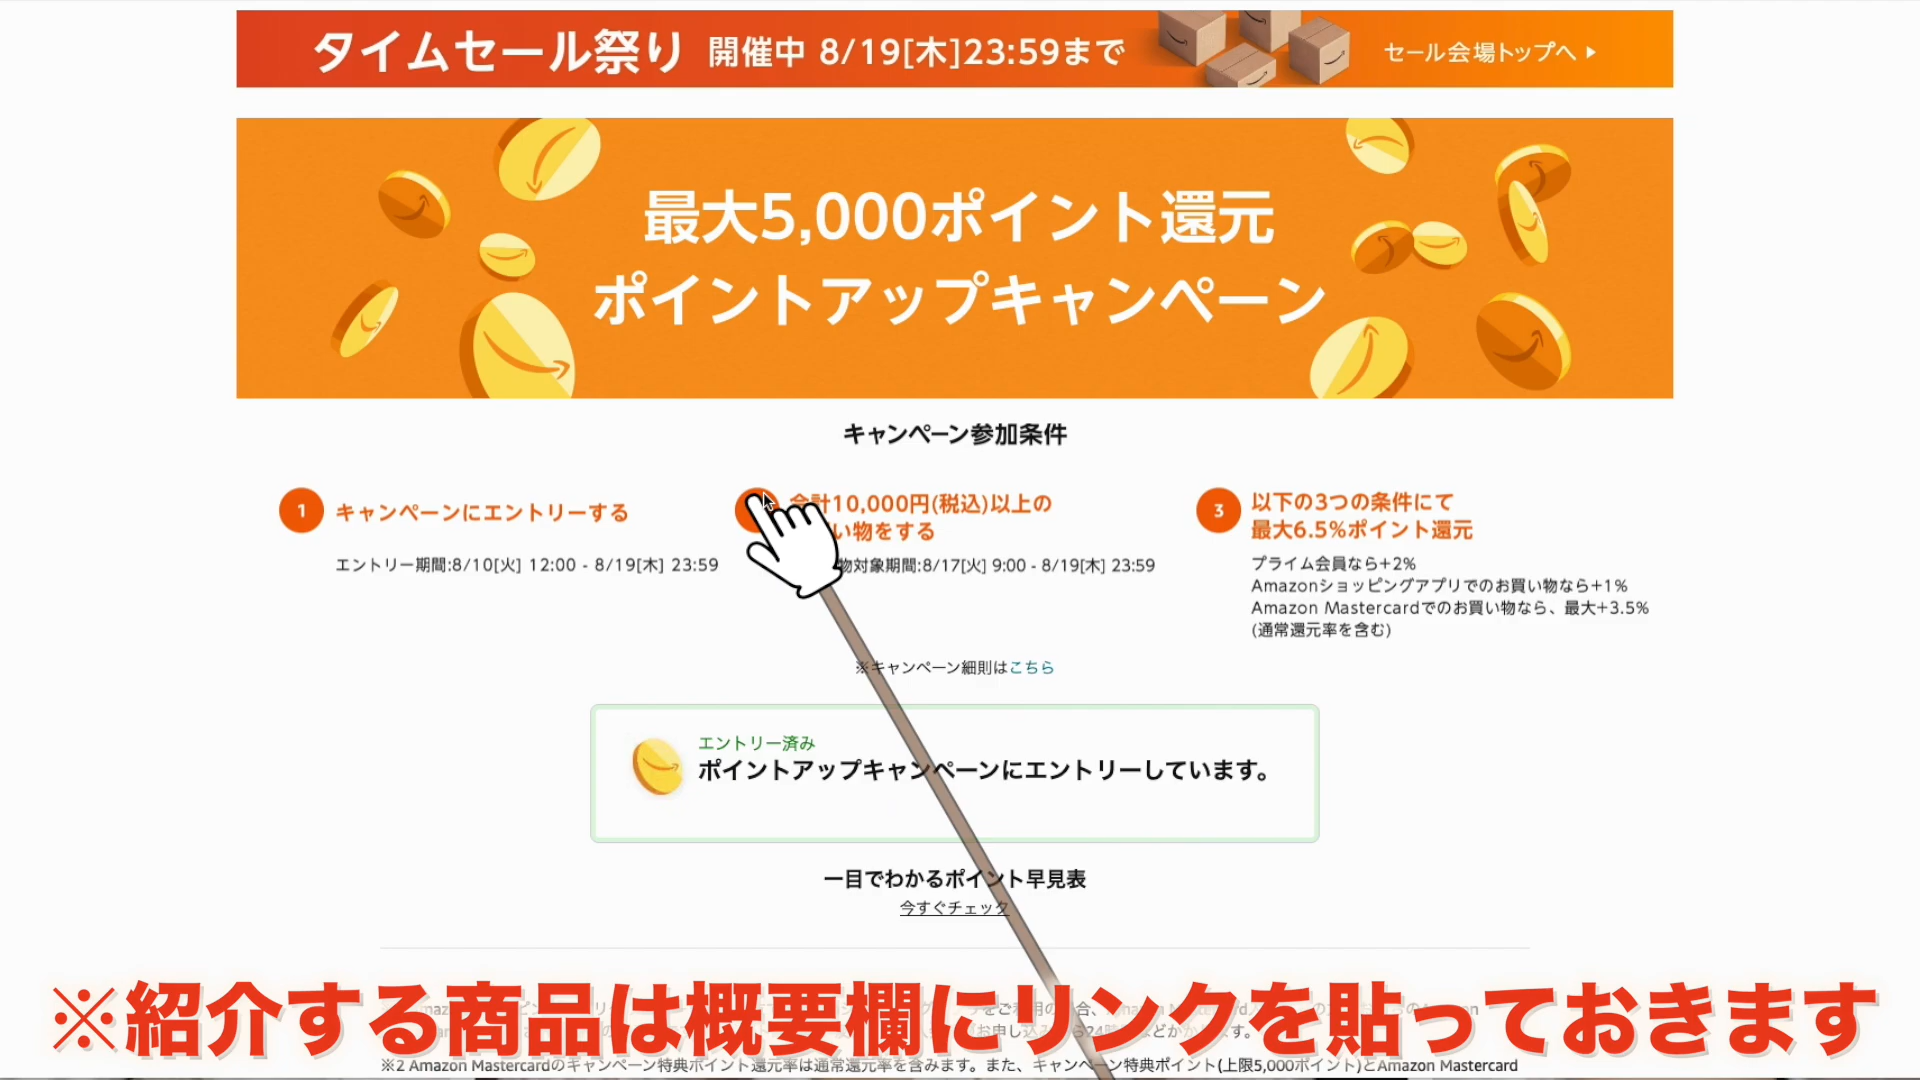 タイムセール祭り 開催中 8/19[木]23:59まで セール会場トップへ
最大5,000ポイント還元
ポイントアップキャンペーン
キャンペーン参加条件
1 キャンペーンにエントリーする
エントリー期間:8/10[火] 12:00 - 8/19[木] 23:59
合計10,000円(税込)以上の
い物をする
物対象期間:8/17[火] 9:00 - 8/19[木] 23:59
3 以下の3つの条件にて
最大6.5%ポイント還元
プライム会員なら+2%
Amazonショッピングアプリでのお買い物なら+1%
Amazon Mastercardでのお買い物なら、最大+3.5%
(通常還元率を含む)
※キャンペーン細則はこちら
エントリー済み
ポイントアップキャンペーンにエントリーしています。
一目でわかるポイント早見表
今すぐチェック
※紹介する商品は概要欄にリンクを貼っておきます
※2 Amazon Mastercardのキャンペーン特典ポイント還元率は通常還元率を含みます。また、キャンペーン特典ポイント(上限5,000ポイント)とAmazon Mastercard